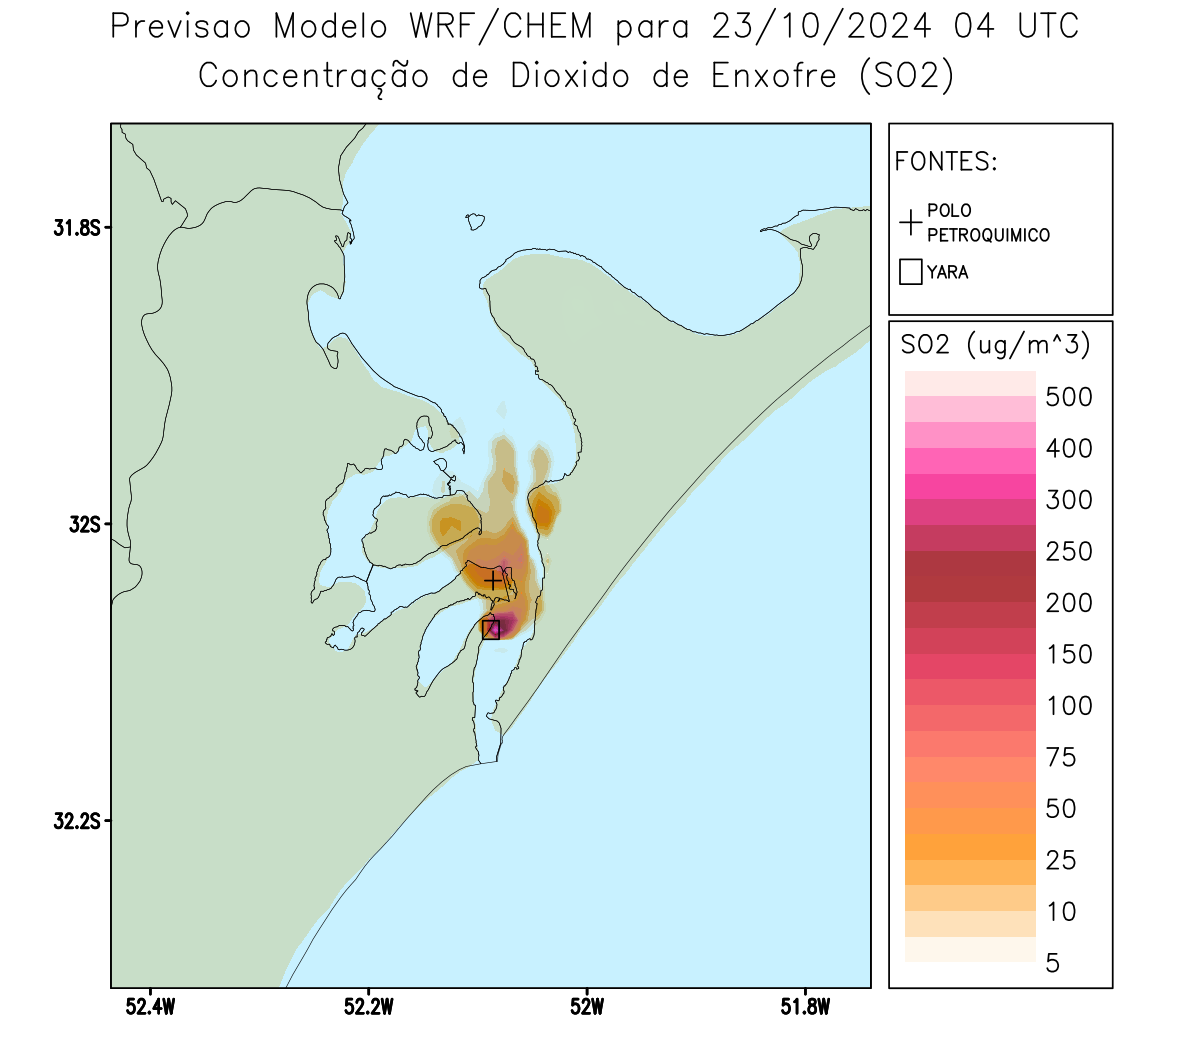 Previsao Modelo WRF/CHEM para 23/10/2024 04 UTC
Concentração de Dioxido de Enxofre (SO2)
FONTES:
POLO
PETROQUIMICO
YARA
31.8S
32S
32.2S
52.4W
52.2W
52W
51.8W
SO2 (ug/m^3)
500
400
300
250
200
150
100
75
50
25
10
5